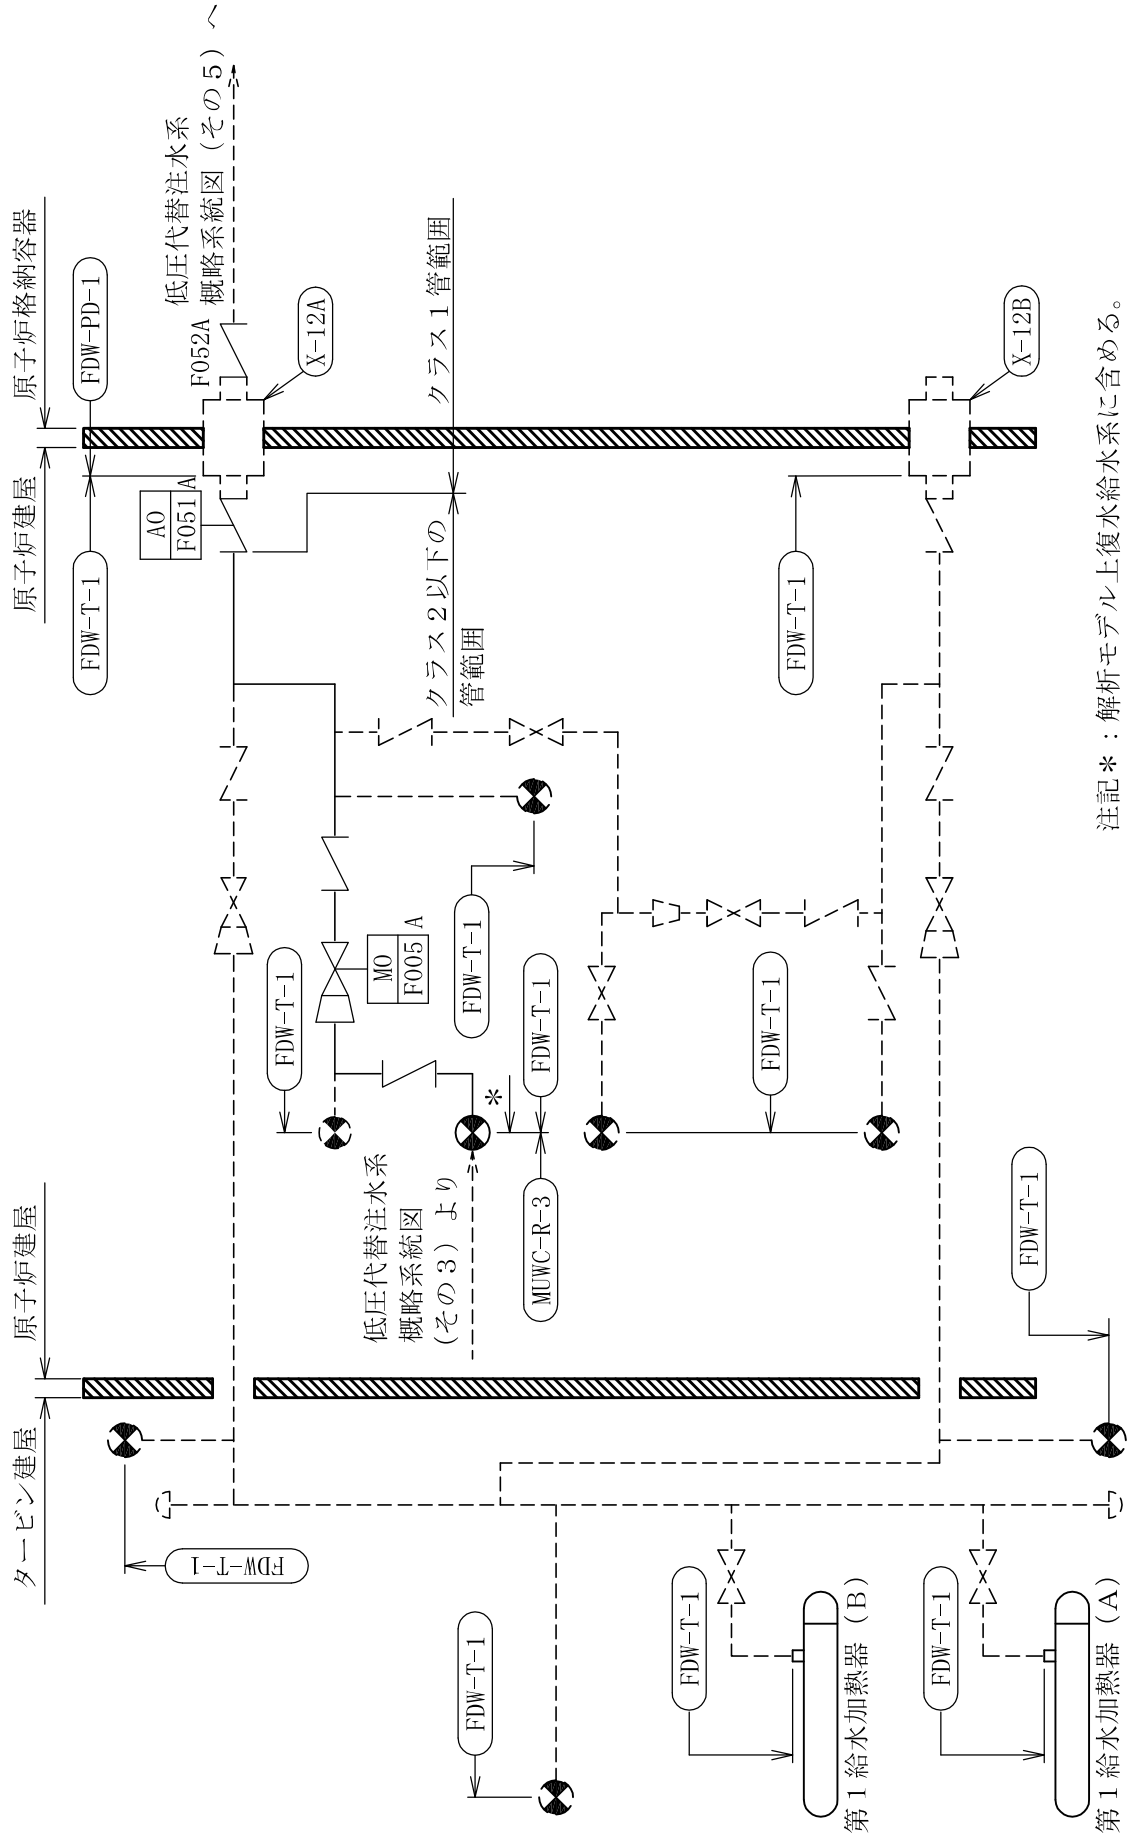 タービン建屋
原子炉建屋
原子炉建屋
原子炉格納容器
FDW-T-1
FDW-T-1
FDW-PD-1
AO
F051
A
F052A
低圧代替注水系
概略系統図（その５）へ
X-12A
FDW-T-1
MO
F005
A
低圧代替注水系
概略系統図
（その３）より
*
クラス２以下の
管範囲
クラス１管範囲
FDW-T-1
FDW-T-1
MUWC-R-3
FDW-T-1
FDW-T-1
FDW-T-1
FDW-T-1
X-12B
第１給水加熱器（B）
FDW-T-1
FDW-T-1
第１給水加熱器（A）
注記＊：解析モデル上復水給水系に含める。